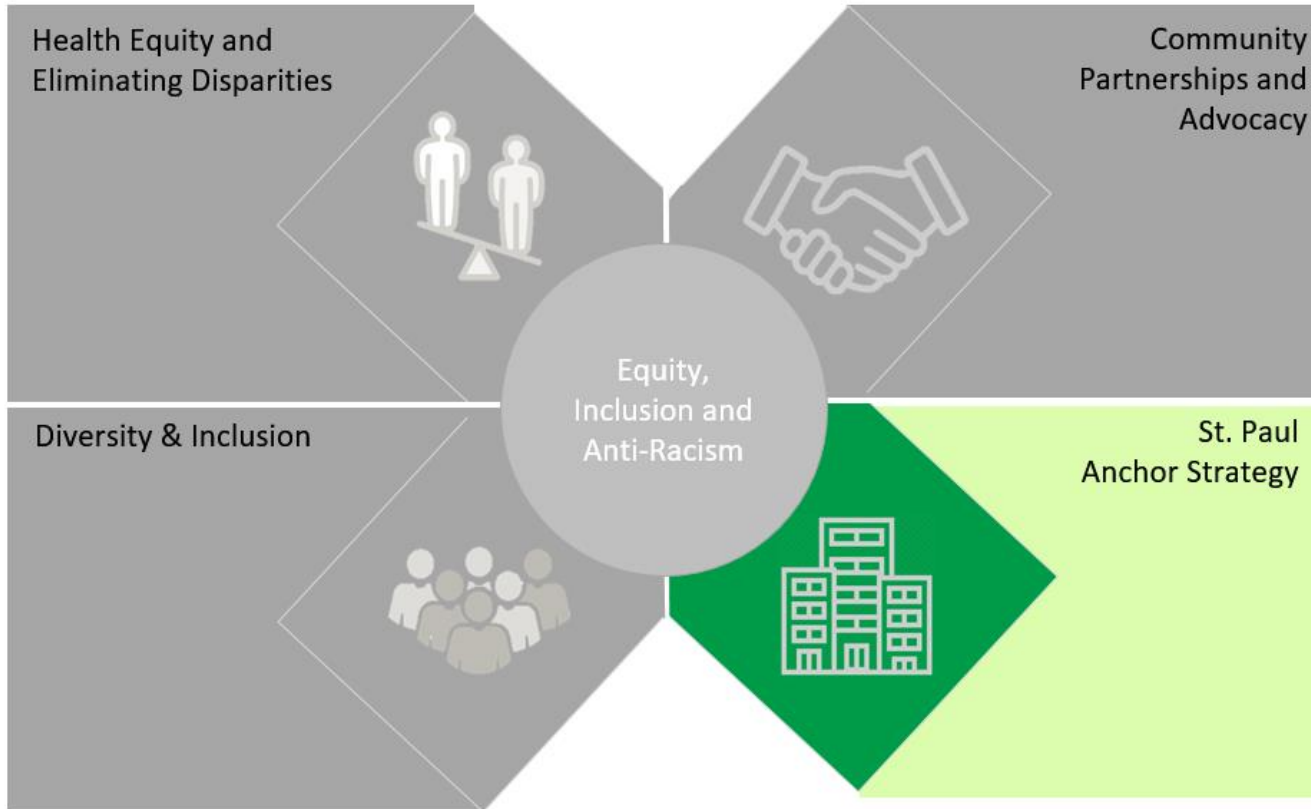 Health Equity and
Eliminating Disparities
Community
Partnerships and
Advocacy
Equity,
Inclusion and
Anti-Racism
Diversity & Inclusion
St. Paul
Anchor Strategy